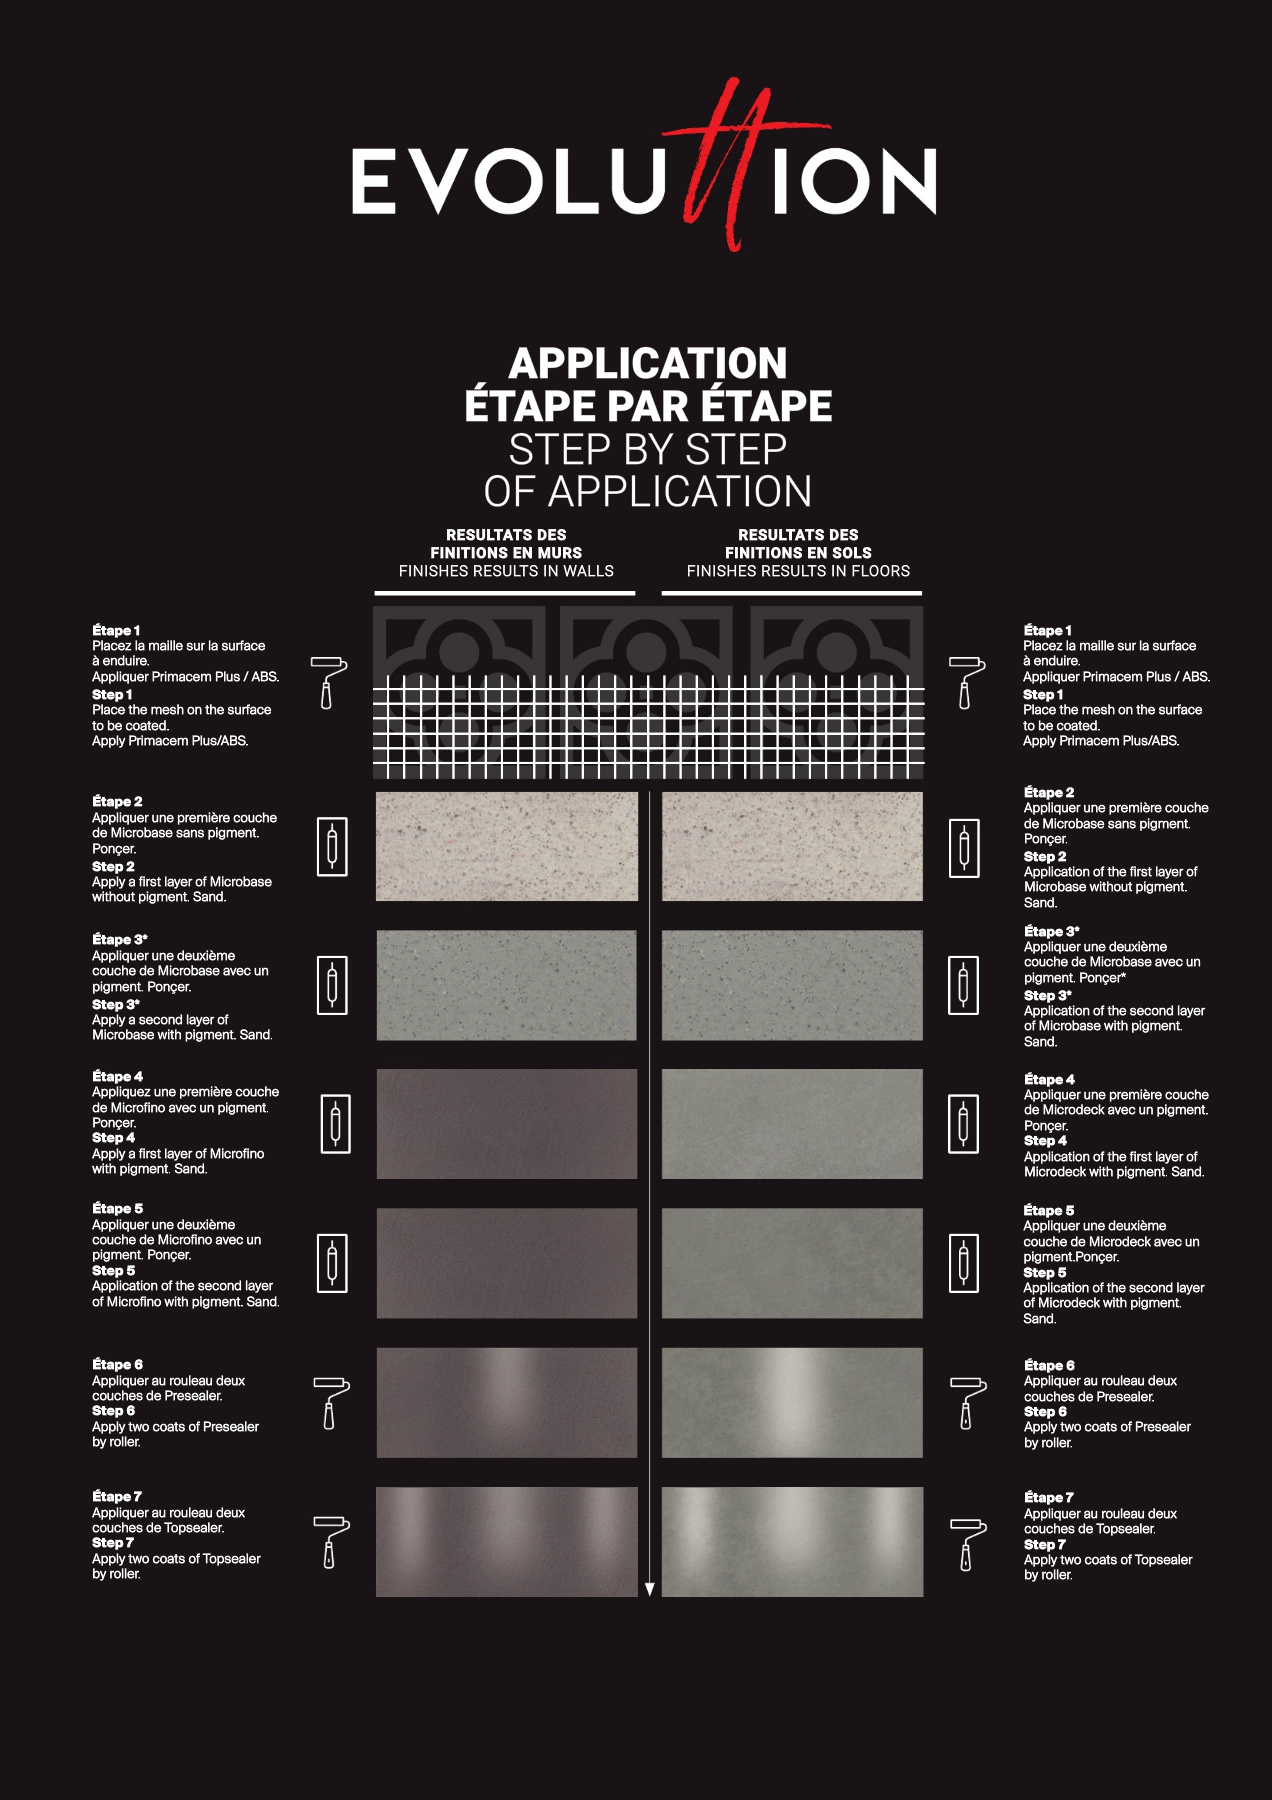 EVOLUTTION
APPLICATION
ÉTAPE PAR ÉTAPE
STEP BY STEP
OF APPLICATION
RESULTATS DES
FINITIONS EN MURS
FINISHES RESULTS IN WALLS
RESULTATS DES
FINITIONS EN SOLS
FINISHES RESULTS IN FLOORS
Étape 1
Placez la maille sur la surface
à enduire.
Appliquer Primacem Plus / ABS.
Step 1
Place the mesh on the surface
to be coated.
Apply Primacem Plus/ABS.
Étape 2
Appliquer une première couche
de Microbase sans pigment.
Ponçer.
Step 2
Apply a first layer of Microbase
without pigment. Sand.
Étape 3*
Appliquer une deuxième
couche de Microbase avec un
pigment. Ponçer.
Step 3*
Apply a second layer of
Microbase with pigment. Sand.
Étape 4
Appliquez une première couche
de Microfino avec un pigment.
Ponçer.
Step 4
Apply a first layer of Microfino
with pigment. Sand.
Étape 5
Appliquer une deuxième
couche de Microfino avec un
pigment. Ponçer.
Step 5
Application of the second layer
of Microfino with pigment. Sand.
Étape 6
Appliquer au rouleau deux
couches de Presealer.
Step 6
Apply two coats of Presealer
by roller.
Étape 7
Appliquer au rouleau deux
couches de Topsealer.
Step 7
Apply two coats of Topsealer
by roller.
Étape 1
Placez la maille sur la surface
à enduire.
Appliquer Primacem Plus / ABS.
Step 1
Place the mesh on the surface
to be coated.
Apply Primacem Plus/ABS.
Étape 2
Appliquer une première couche
de Microbase sans pigment.
Ponçer.
Step 2
Application of the first layer of
Microbase without pigment.
Sand.
Étape 3*
Appliquer une deuxième
couche de Microbase avec un
pigment. Ponçer*
Step 3*
Application of the second layer
of Microbase with pigment.
Sand.
Étape 4
Appliquer une première couche
de Microdeck avec un pigment.
Ponçer.
Step 4
Application of the first layer of
Microdeck with pigment. Sand.
Étape 5
Appliquer une deuxième
couche de Microdeck avec un
pigment.Ponçer.
Step 5
Application of the second layer
of Microdeck with pigment.
Sand.
Étape 6
Appliquer au rouleau deux
couches de Presealer.
Step 6
Apply two coats of Presealer
by roller.
Étape 7
Appliquer au rouleau deux
couches de Topsealer.
Step 7
Apply two coats of Topsealer
by roller.